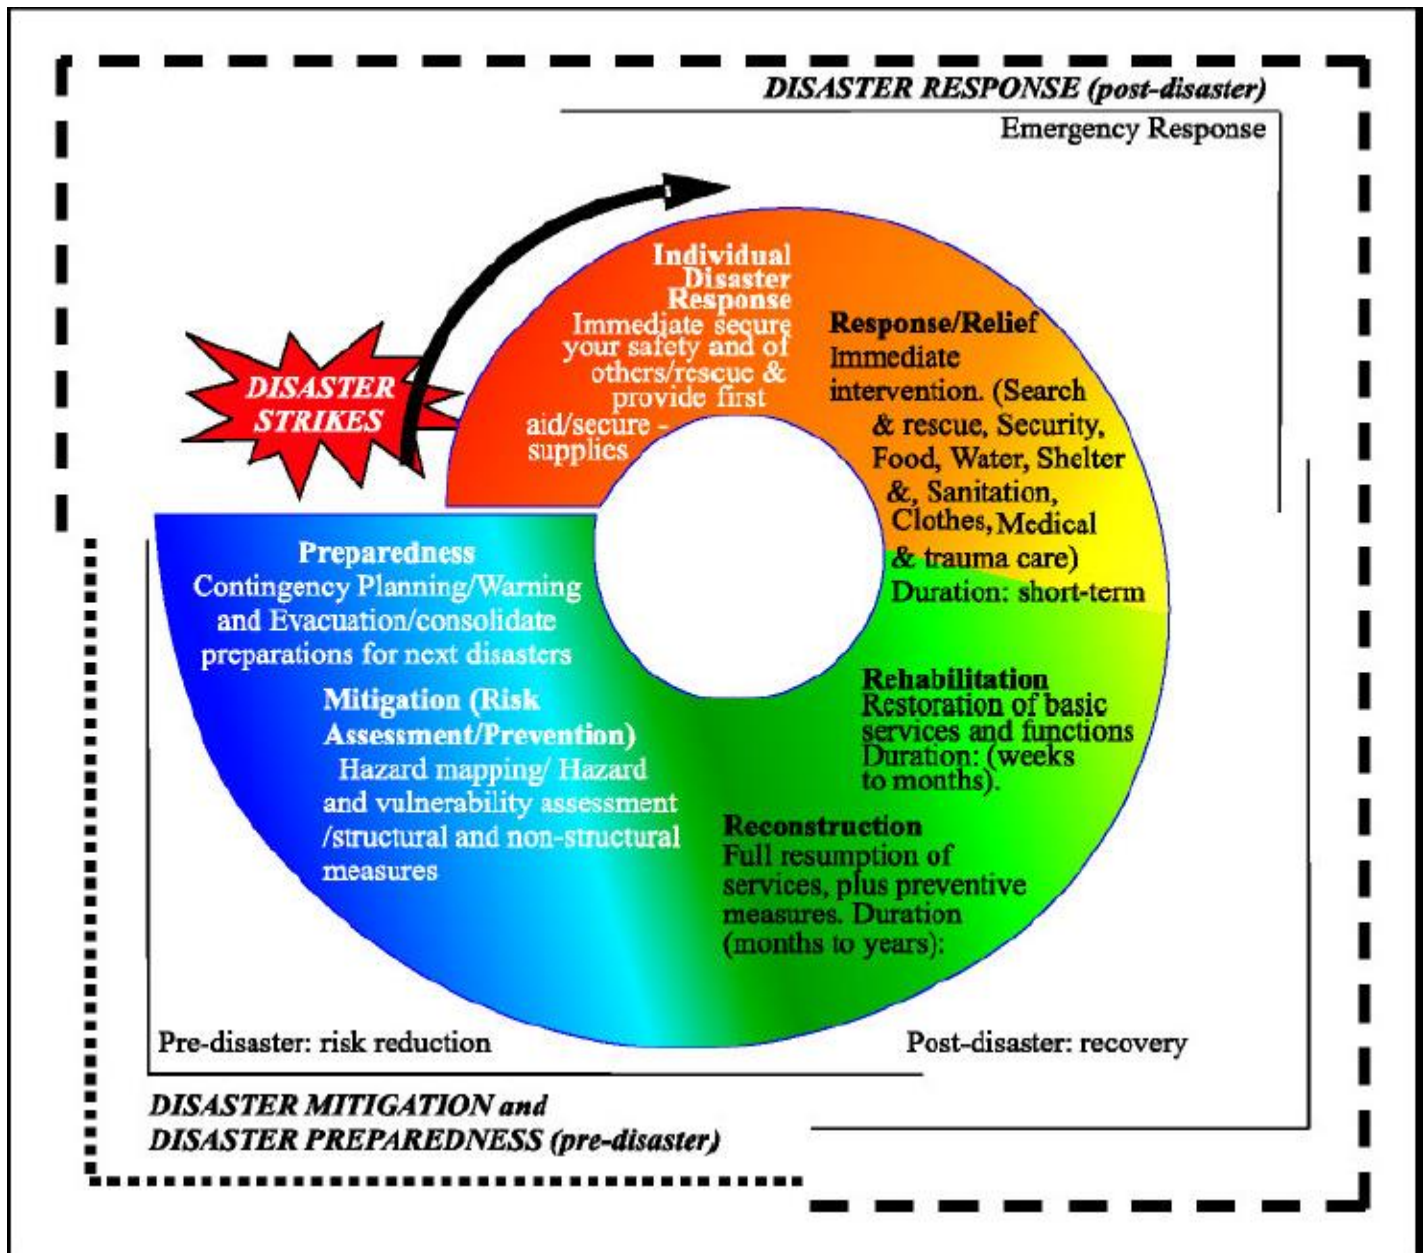 DISASTER RESPONSE (post-disaster)
Emergency Response
DISASTER
STRIKES
Individual
Disaster
Response
Immediate secure
your safety and of
others/rescue &
provide first
aid/secure -
supplies
Response/Relief
Immediate
intervention. (Search
& rescue, Security,
Food, Water, Shelter
&, Sanitation,
Clothes, Medical
& trauma care)
Duration: short-term
Rehabilitation
Restoration of basic
services and functions
Duration: (weeks
to months).
Reconstruction
Full resumption of
services, plus preventive
measures. Duration
(months to years):
Preparedness
Contingency Planning/Warning
and Evacuation/consolidate
preparations for next disasters
Mitigation (Risk
Assessment/Prevention)
Hazard mapping/ Hazard
and vulnerability assessment
/structural and non-structural
measures
Pre-disaster: risk reduction
Post-disaster: recovery
DISASTER MITIGATION and
DISASTER PREPAREDNESS (pre-disaster)